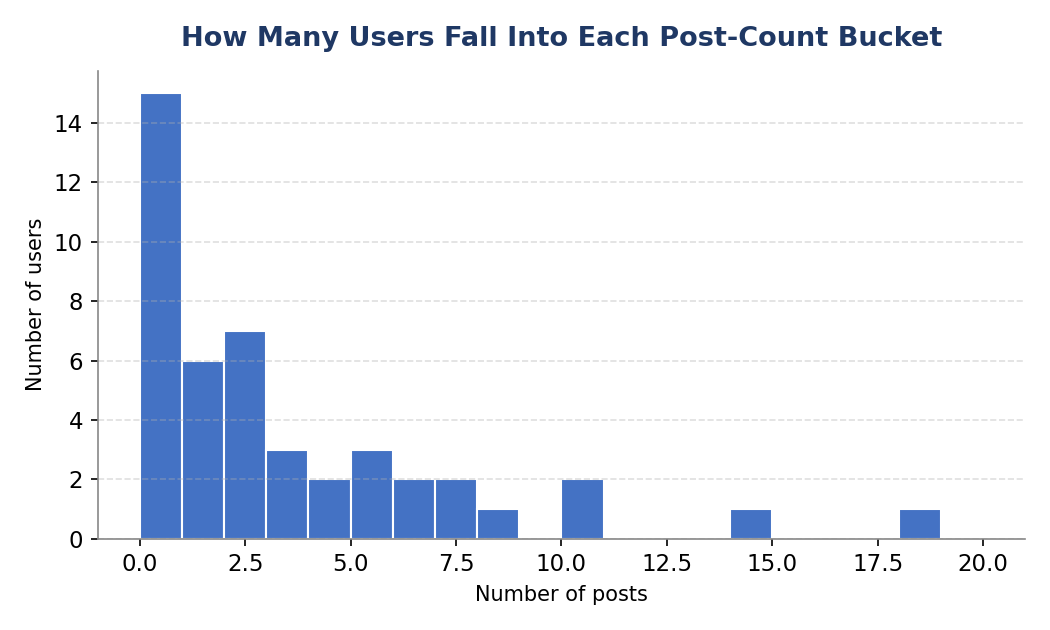 How Many Users Fall Into Each Post-Count Bucket
Number of users
14
12
10
8
6
4
2
0
0.0 2.5 5.0 7.5 10.0 12.5 15.0 17.5 20.0
Number of posts